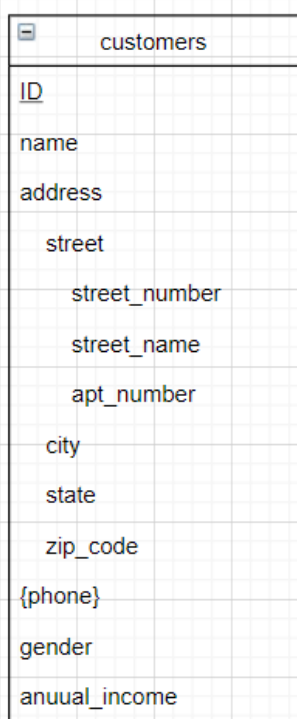 customers
ID
name
address
street
street_number
street_name
apt_number
city
state
zip_code
{phone}
gender
anuual_income